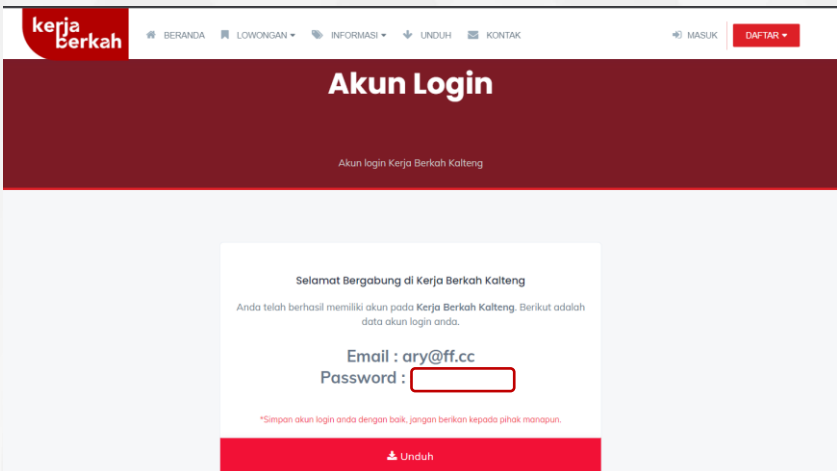 kerja
berkah
BERANDA LOWONGAN INFORMASI UNDUH KONTAK MASUK DAFTAR
Akun Login
Akun login Kerja Berkah Kalteng
Selamat Bergabung di Kerja Berkah Kalteng
Anda telah berhasil memiliki akun pada Kerja Berkah Kalteng. Berikut adalah
data akun login anda.
Email : ary@ff.cc
Password :
*Simpan akun login anda dengan baik, jangan berikan kepada pihak manapun.
Unduh